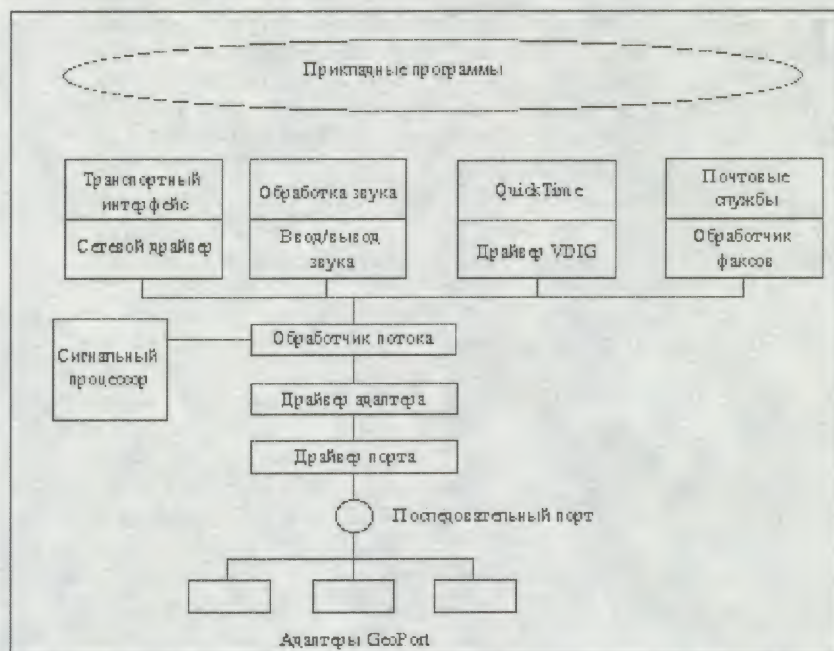 Прикладные программы
Транспортный
интерфейс
Сетевой драйвер
Обработка звука
Ввод/вывод
звука
QuickTime
Драйвер VDIG
Почтовые
службы
Обработчик
факсов
Сигнальный
процессор
Обработчик потока
Драйвер адаптера
Драйвер порта
Последовательный порт
Адаптеры GeoPort